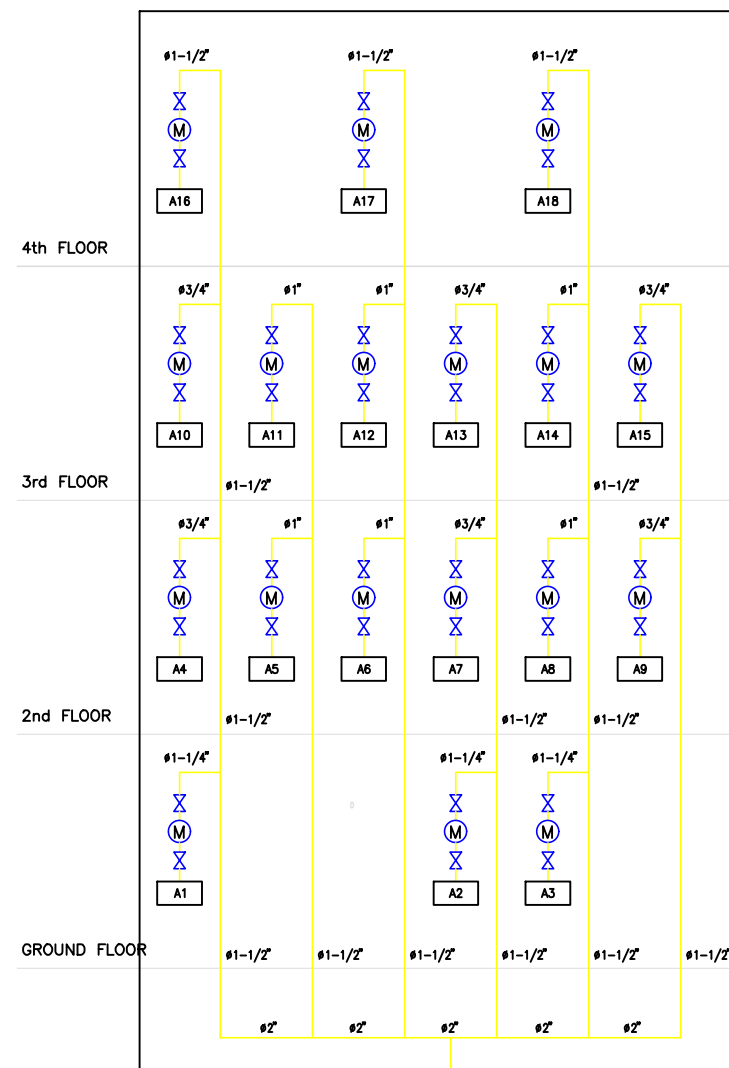 ø1-1/2" ø1-1/2" ø1-1/2"
M M M
A16 A17 A18
4th FLOOR
ø3/4" ø1" ø1" ø3/4" ø1" ø3/4"
M M M M M M
A10 A11 A12 A13 A14 A15
3rd FLOOR ø1-1/2" ø1-1/2"
ø3/4" ø1" ø1" ø3/4" ø1" ø3/4"
M M M M M M
A4 A5 A6 A7 A8 A9
2nd FLOOR ø1-1/2" ø1-1/2" ø1-1/2"
ø1-1/4" ø1-1/4" ø1-1/4"
M M M
A1 A2 A3
GROUND FLOOR ø1-1/2" ø1-1/2" ø1-1/2" ø1-1/2" ø1-1/2" ø1-1/2"
ø2" ø2" ø2" ø2" ø2"